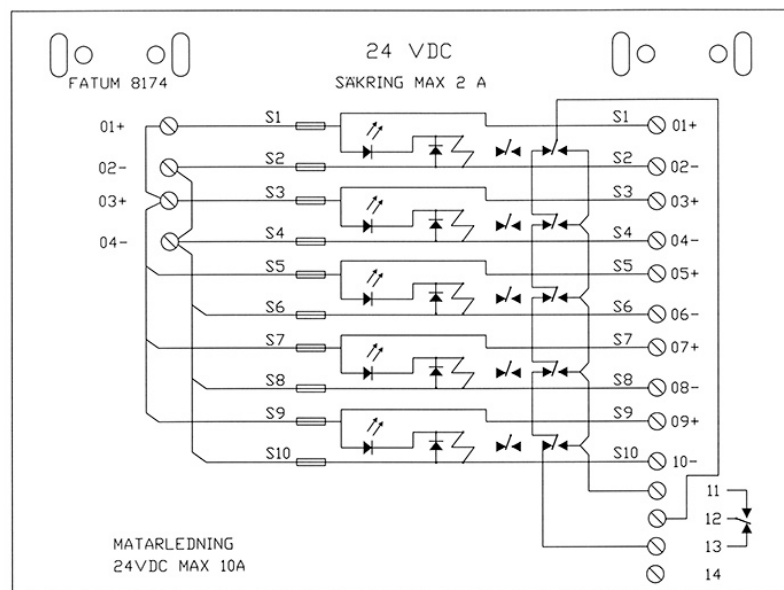 24 VDC
FATUM 8174
SÄKRING MAX 2 A
01+ S1 S1 01+
02- S2 S2 02-
03+ S3 S3 03+
04- S4 S4 04-
S5 S5 05+
S6 S6 06-
S7 S7 07+
S8 S8 08-
S9 S9 09+
S10 S10 10-
11
12
13
14
MATARLEDNING
24VDC MAX 10A